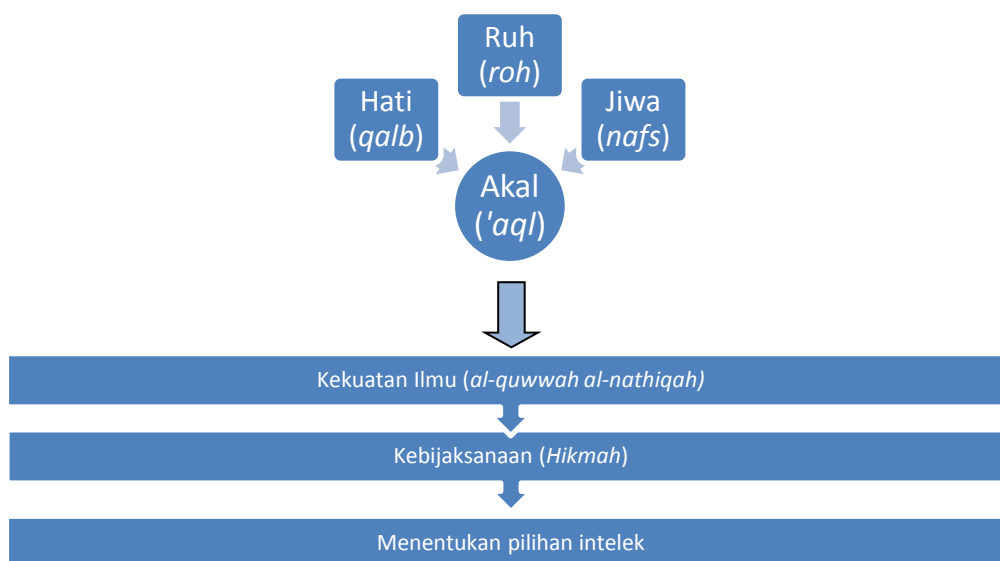 Ruh
(roh)
Hati
(qalb)
Jiwa
(nafs)
Akal
('aql)
Kekuatan Ilmu (al-quwwah al-nathiqah)
Kebijaksanaan (Hikmah)
Menentukan pilihan intelek